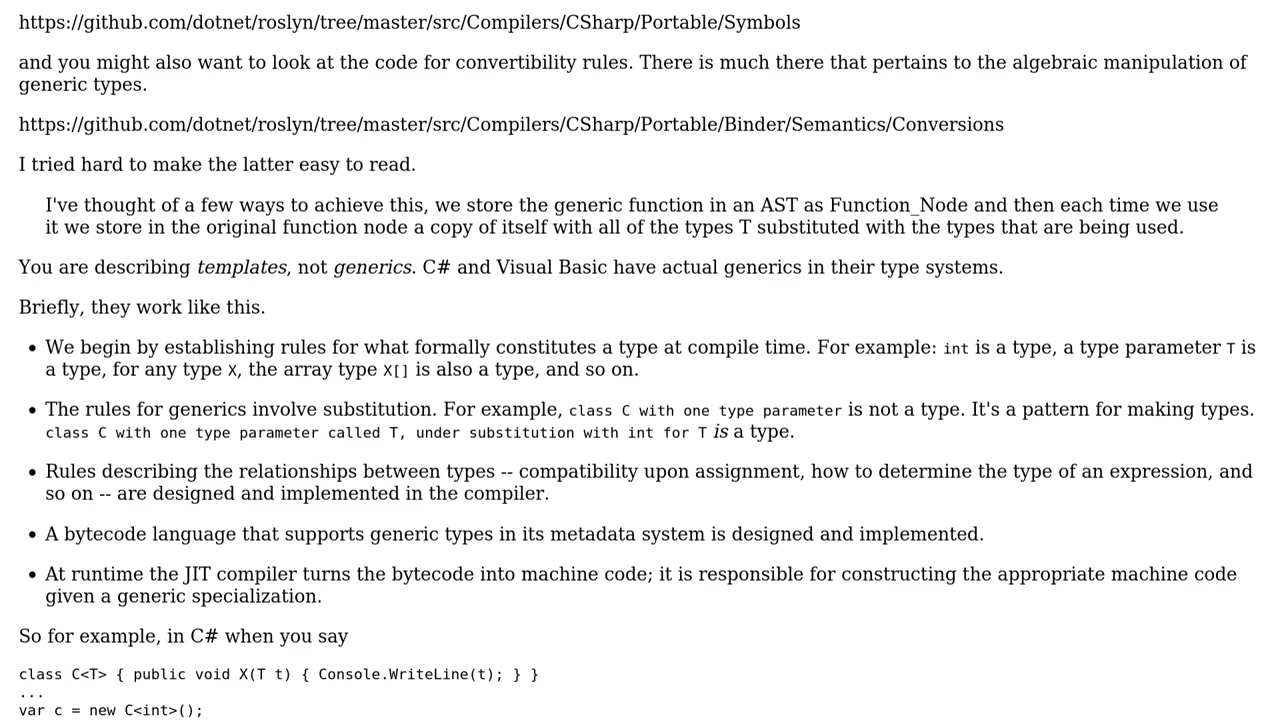 https://github.com/dotnet/roslyn/tree/master/src/Compilers/CSharp/Portable/Symbols
and you might also want to look at the code for convertibility rules. There is much there that pertains to the algebraic manipulation of
generic types.
https://github.com/dotnet/roslyn/tree/master/src/Compilers/CSharp/Portable/Binder/Semantics/Conversions
I tried hard to make the latter easy to read.
I've thought of a few ways to achieve this, we store the generic function in an AST as Function_Node and then each time we use
it we store in the original function node a copy of itself with all of the types T substituted with the types that are being used.
You are describing templates, not generics. C# and Visual Basic have actual generics in their type systems.
Briefly, they work like this.
• We begin by establishing rules for what formally constitutes a type at compile time. For example: int is a type, a type parameter T is
a type, for any type X, the array type X[] is also a type, and so on.
• The rules for generics involve substitution. For example, class C with one type parameter is not a type. It's a pattern for making types.
class C with one type parameter called T, under substitution with int for T is a type.
• Rules describing the relationships between types -- compatibility upon assignment, how to determine the type of an expression, and
so on -- are designed and implemented in the compiler.
• A bytecode language that supports generic types in its metadata system is designed and implemented.
• At runtime the JIT compiler turns the bytecode into machine code; it is responsible for constructing the appropriate machine code
given a generic specialization.
So for example, in C# when you say
class C<T> { public void X(T t) { Console.WriteLine(t); } }
...
var c = new C<int>();